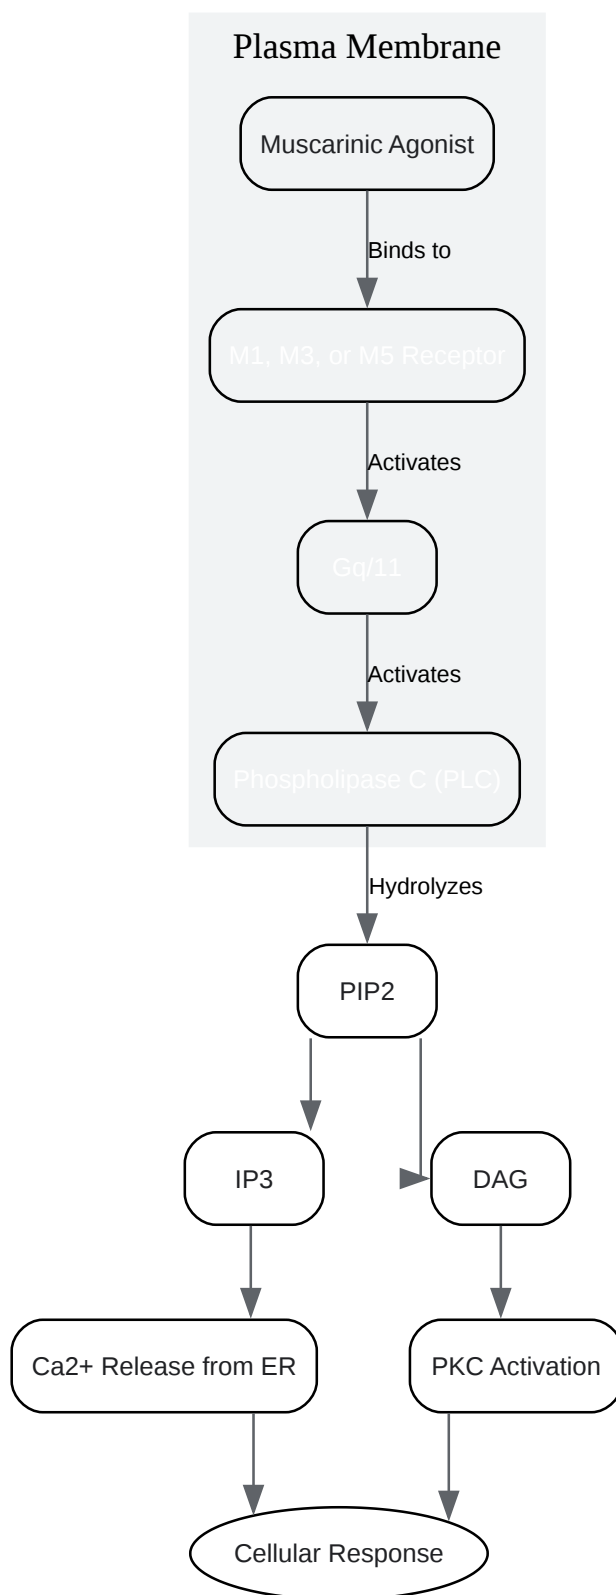 Plasma Membrane
Muscarinic Agonist
Binds to
M1, M3, or M5 Receptor
Activates
Gq/11
Activates
Phospholipase C (PLC)
Hydrolyzes
PIP2
IP3
DAG
Ca2+ Release from ER
PKC Activation
Cellular Response